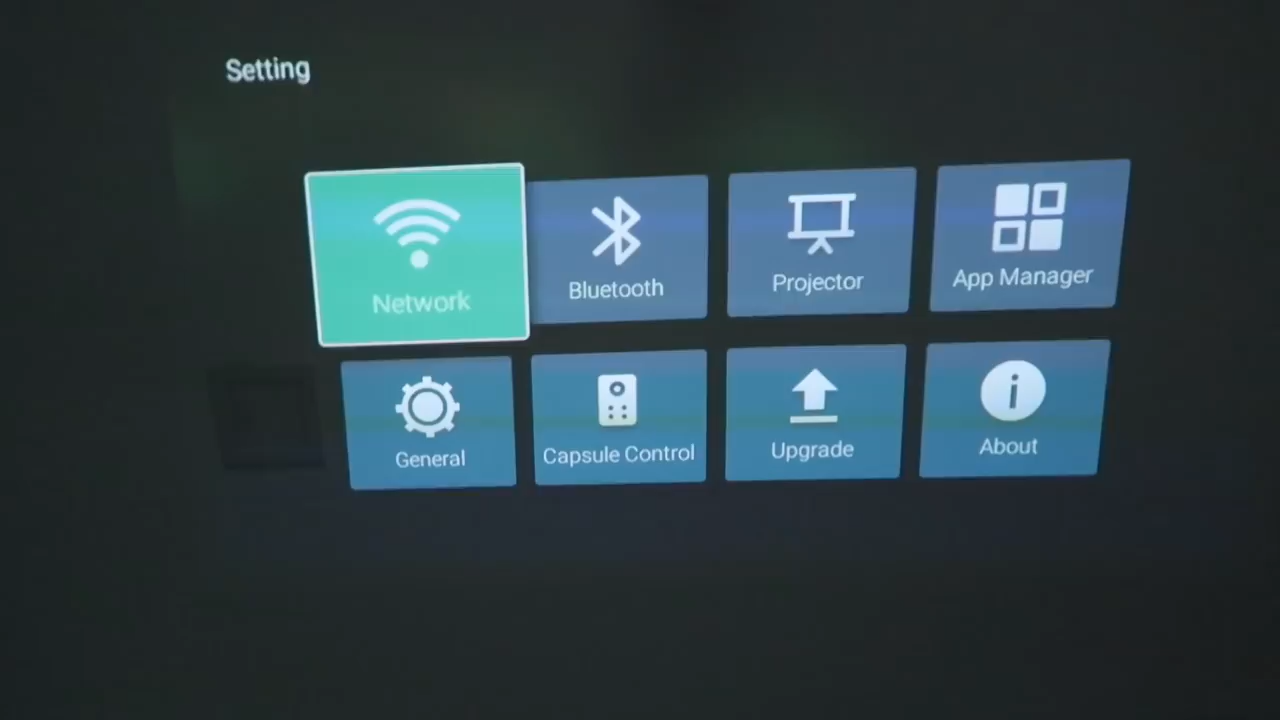 Setting
Network
Bluetooth
Projector
App Manager
General
Capsule Control
Upgrade
About